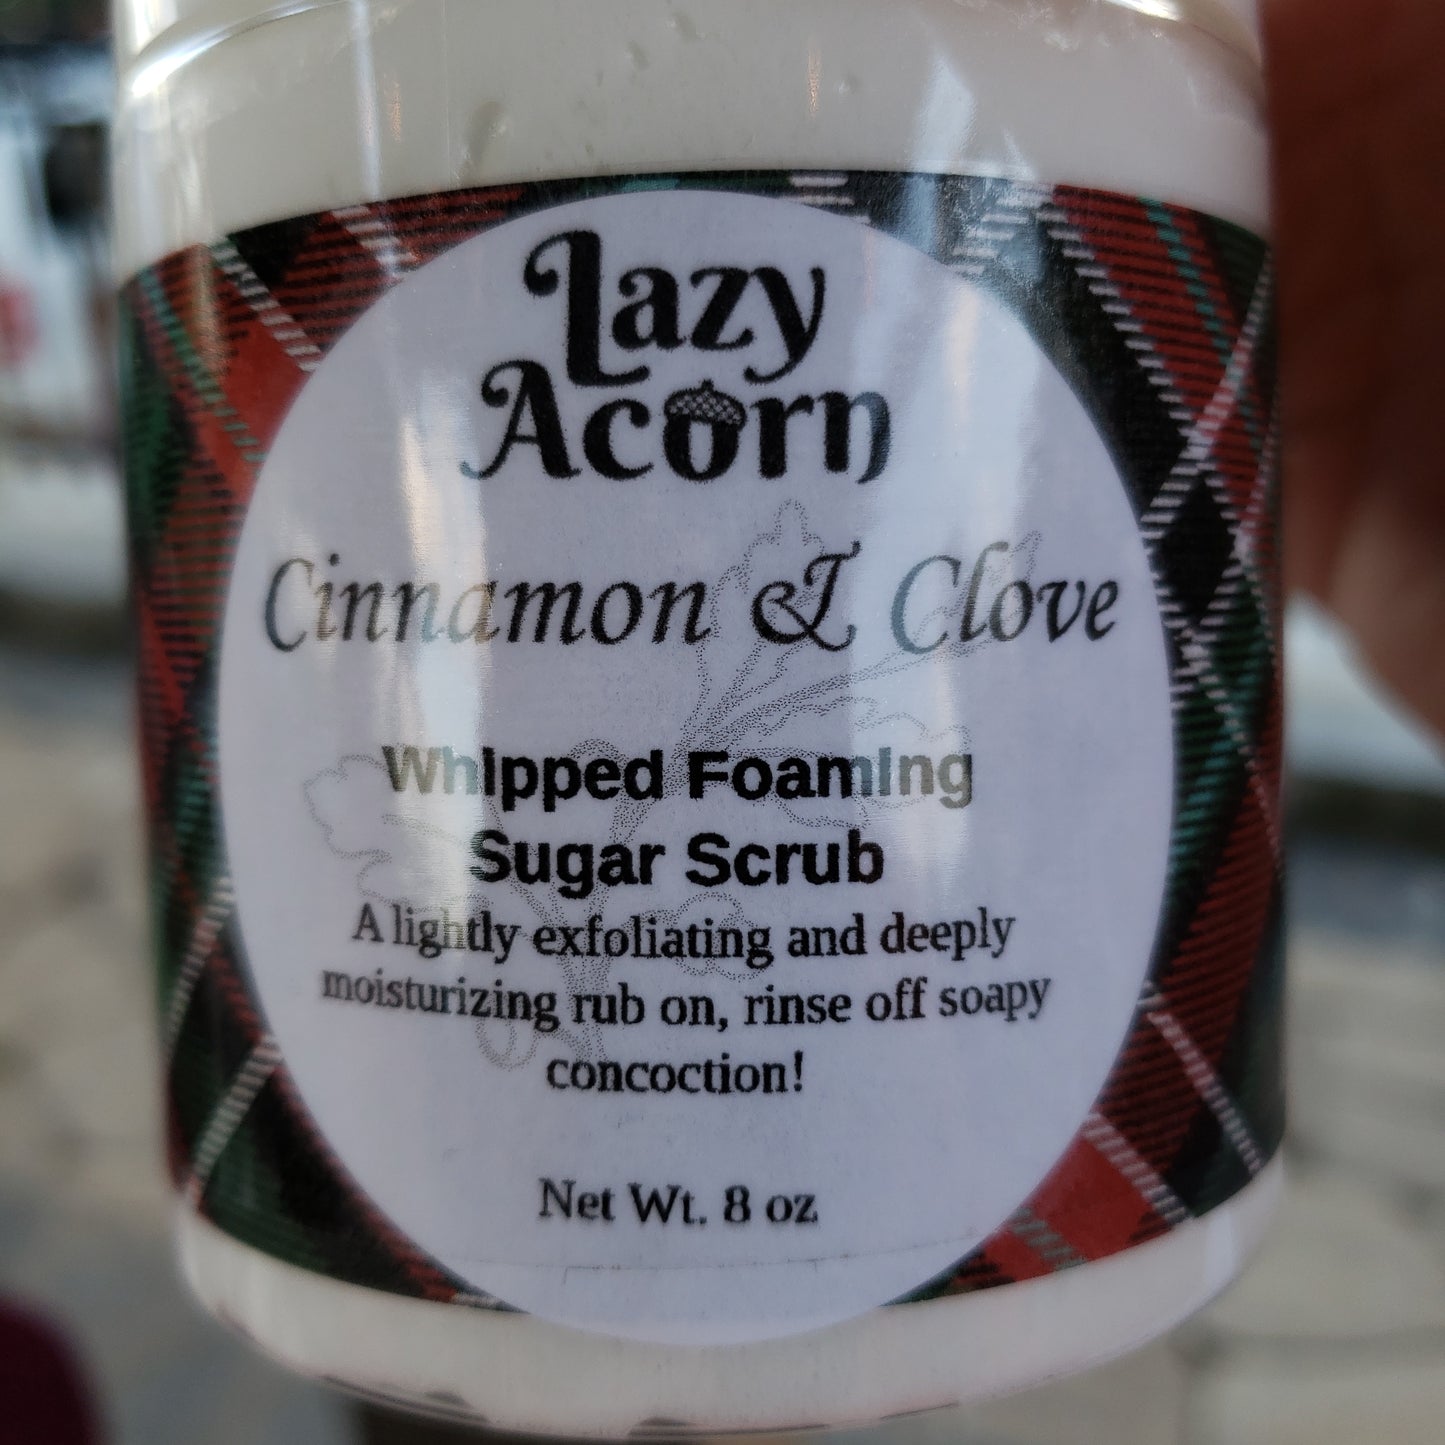 Lazy
Acorn
Cinnamon & Clove
Whipped Foaming
Sugar Scrub
A lightly exfoliating and deeply
moisturizing rub on, rinse off soapy
concoction!
Net Wt. 8 oz